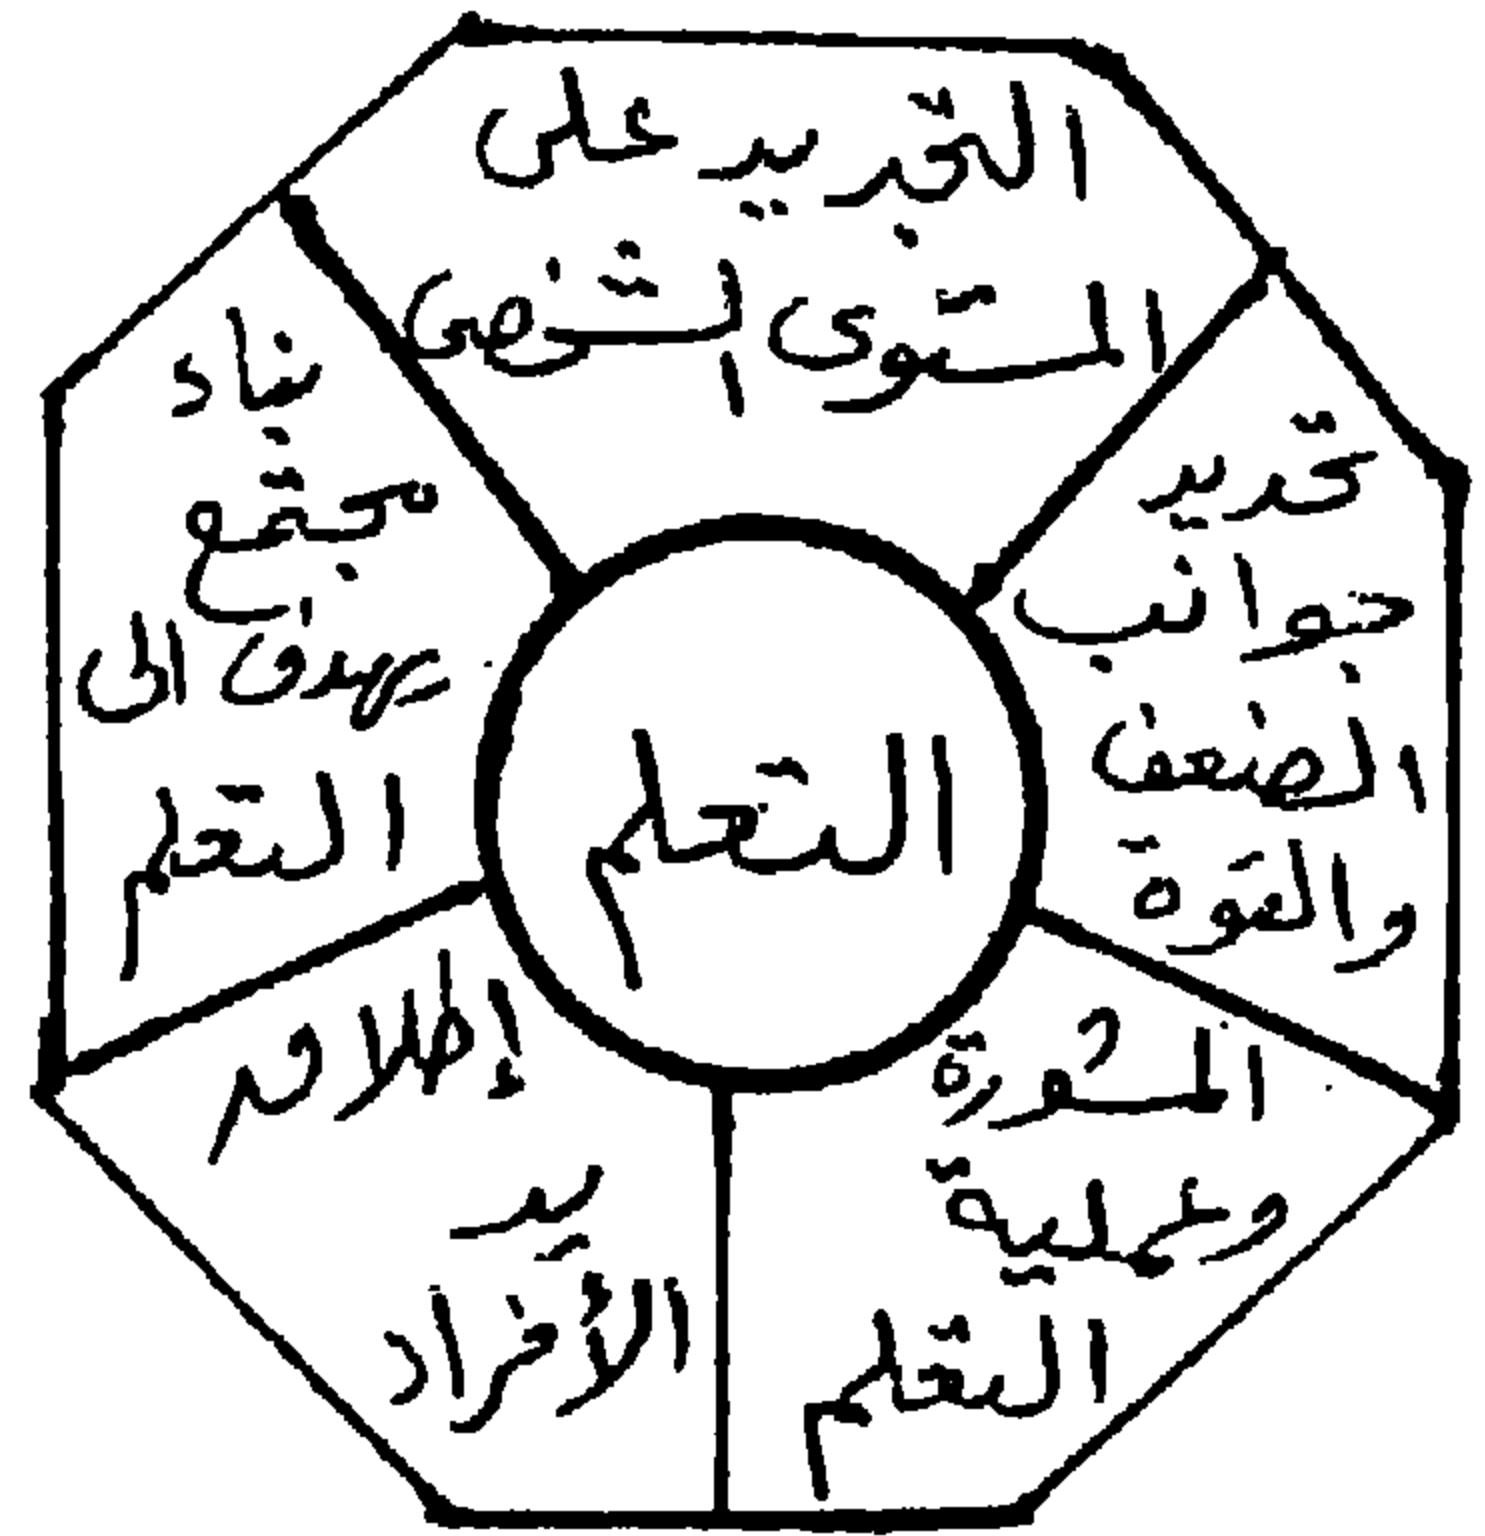 التجديد على
المستوى الشخصى
تحديد
جوانب
الضعف
والقوة
المشورة
وعملية
التعلم
إطلاق
يد
الأفراد
بناء
مجتمع
يهدف الى
التعلم
التعلم